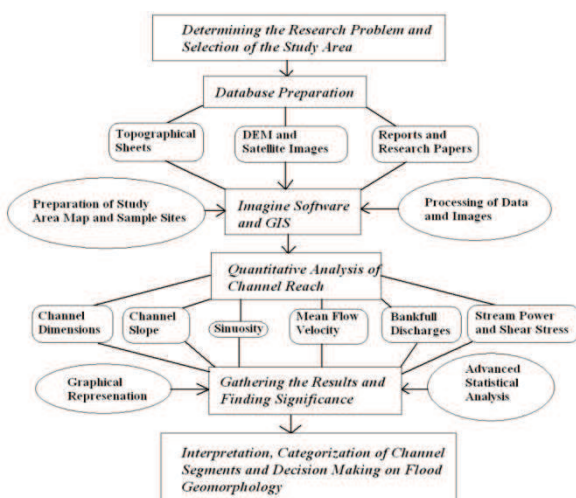 Determining the Research Problem and
Selection of the Study Area
Database Preparation
Topographical
Sheets
DEM and
Satellite Images
Reports and
Research Papers
Preparation of Study
Area Map and Sample Sites
Imagine Software
and GIS
Processing of Data
amd Images
Quantitative Analysis of
Channel Reach
Channel
Dimensions
Channel
Slope
Sinuosity
Mean Flow
Velocity
Bankfull
Discharges
Stream Power
and Shear Stress
Graphical
Represenation
Gathering the Results and
Finding Significance
Advanced
Statistical
Analysis
Interpretation, Categorization of Channel
Segments and Decision Making on Flood
Geomorphology